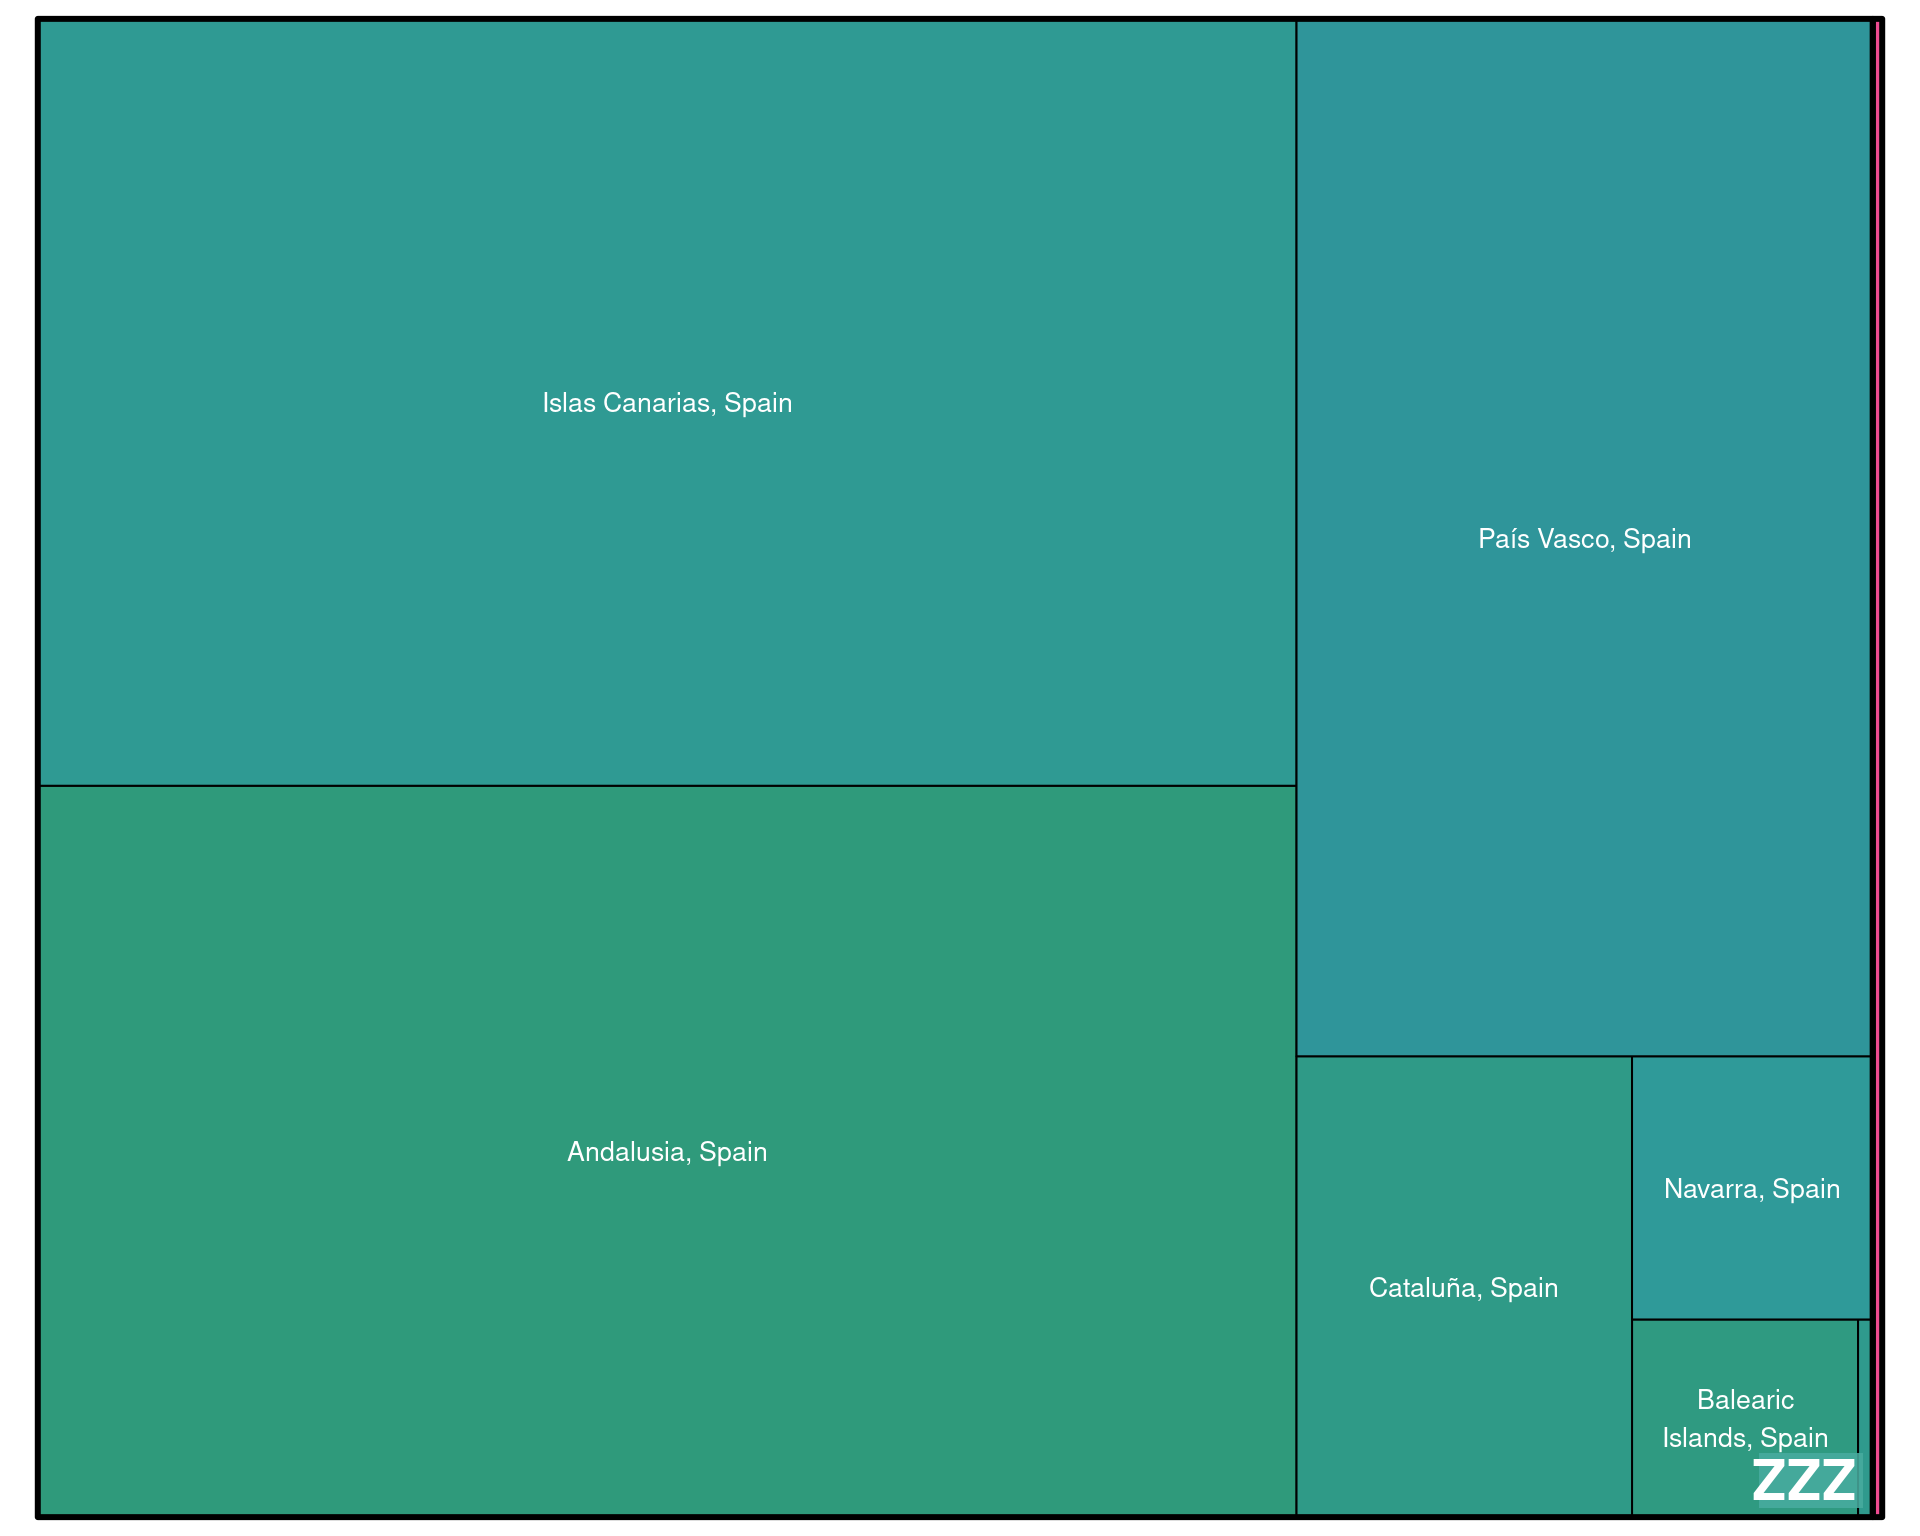 Islas Canarias, Spain
País Vasco, Spain
Andalusia, Spain
Navarra, Spain
Cataluña, Spain
Balearic
Islands, Spain
ZZZ